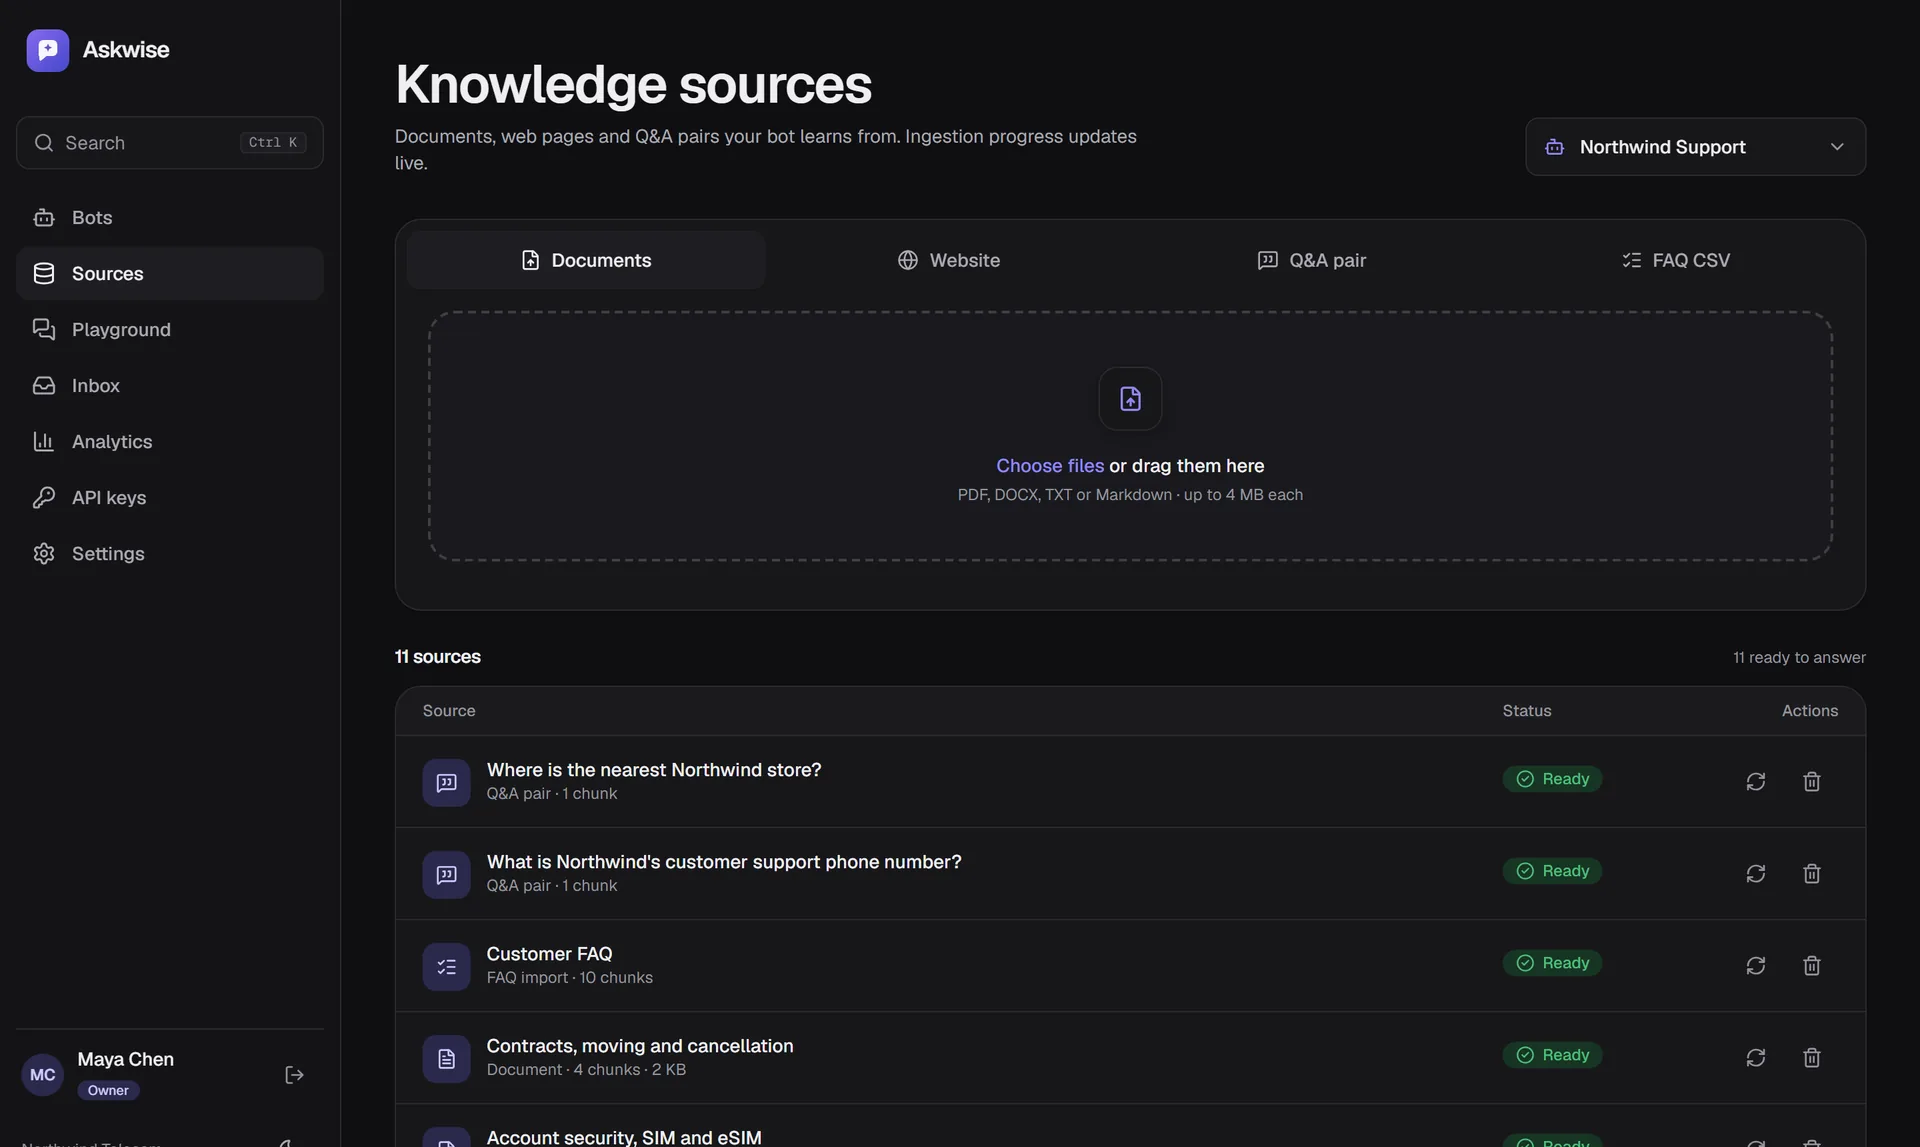 Askwise
Search
Ctrl K
Bots
Sources
Playground
Inbox
Analytics
API keys
Settings
Maya Chen
MC
Owner
Knowledge sources
Documents, web pages and Q&A pairs your bot learns from. Ingestion progress updates
live.
Northwind Support
Documents
Website
Q&A pair
FAQ CSV
Choose files or drag them here
PDF, DOCX, TXT or Markdown · up to 4 MB each
11 sources
11 ready to answer
Source
Status
Actions
Where is the nearest Northwind store?
Q&A pair · 1 chunk
Ready
What is Northwind's customer support phone number?
Q&A pair · 1 chunk
Ready
Customer FAQ
FAQ import · 10 chunks
Ready
Contracts, moving and cancellation
Document · 4 chunks · 2 KB
Ready
Account security, SIM and eSIM
Ready